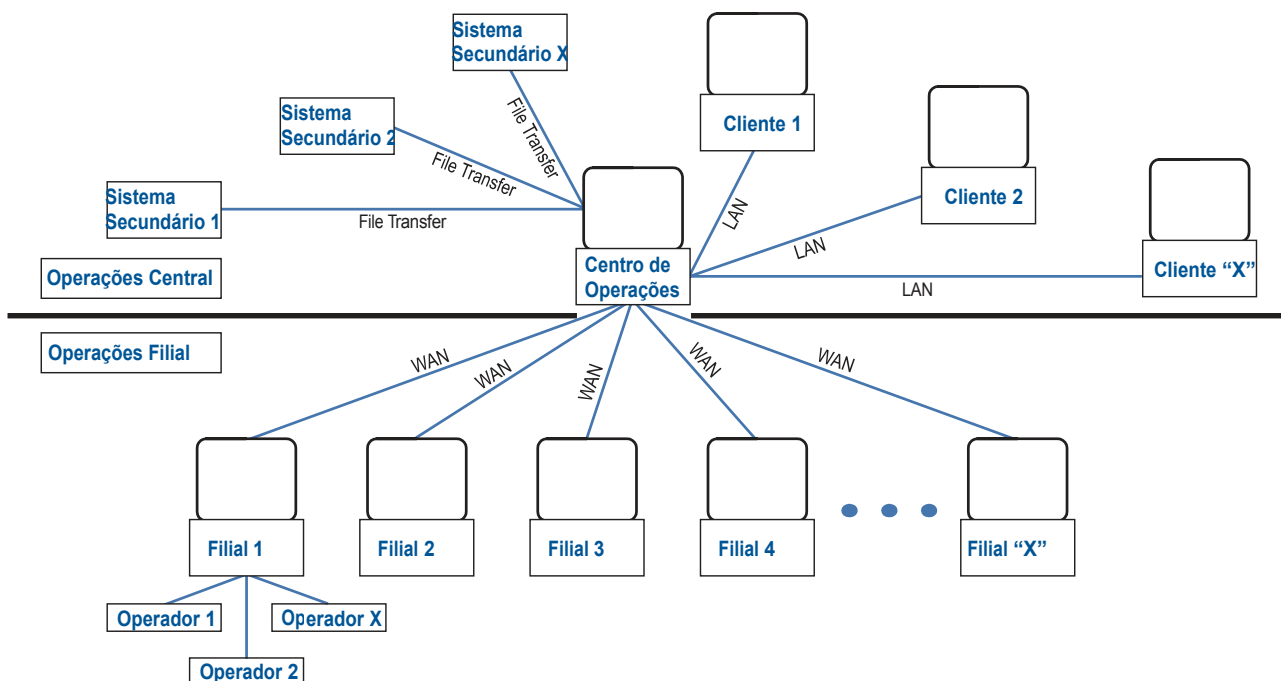 Sistema
Secundário X
Sistema
Secundário 2
Sistema
Secundário 1
File Transfer
File Transfer
File Transfer
Cliente 1
Cliente 2
Cliente “X”
LAN
LAN
LAN
Centro de
Operações
Operações Central
Operações Filial
WAN
WAN
WAN
WAN
WAN
Filial 1
Filial 2
Filial 3
Filial 4
Filial “X”
Operador 1
Operador X
Operador 2